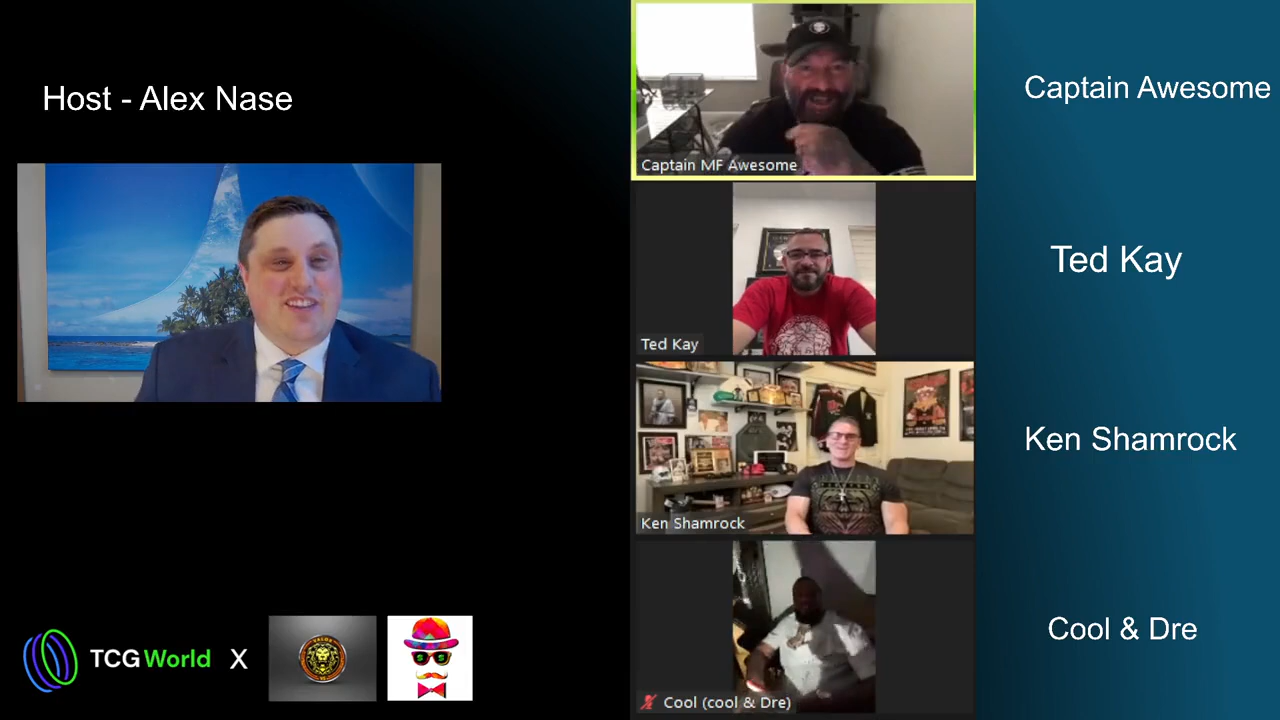 Host - Alex Nase
TCG World X
VALOR
Captain MF Awesome
Captain Awesome
Ted Kay
Ted Kay
Ken Shamrock
Ken Shamrock
Cool (cool & Dre)
Cool & Dre